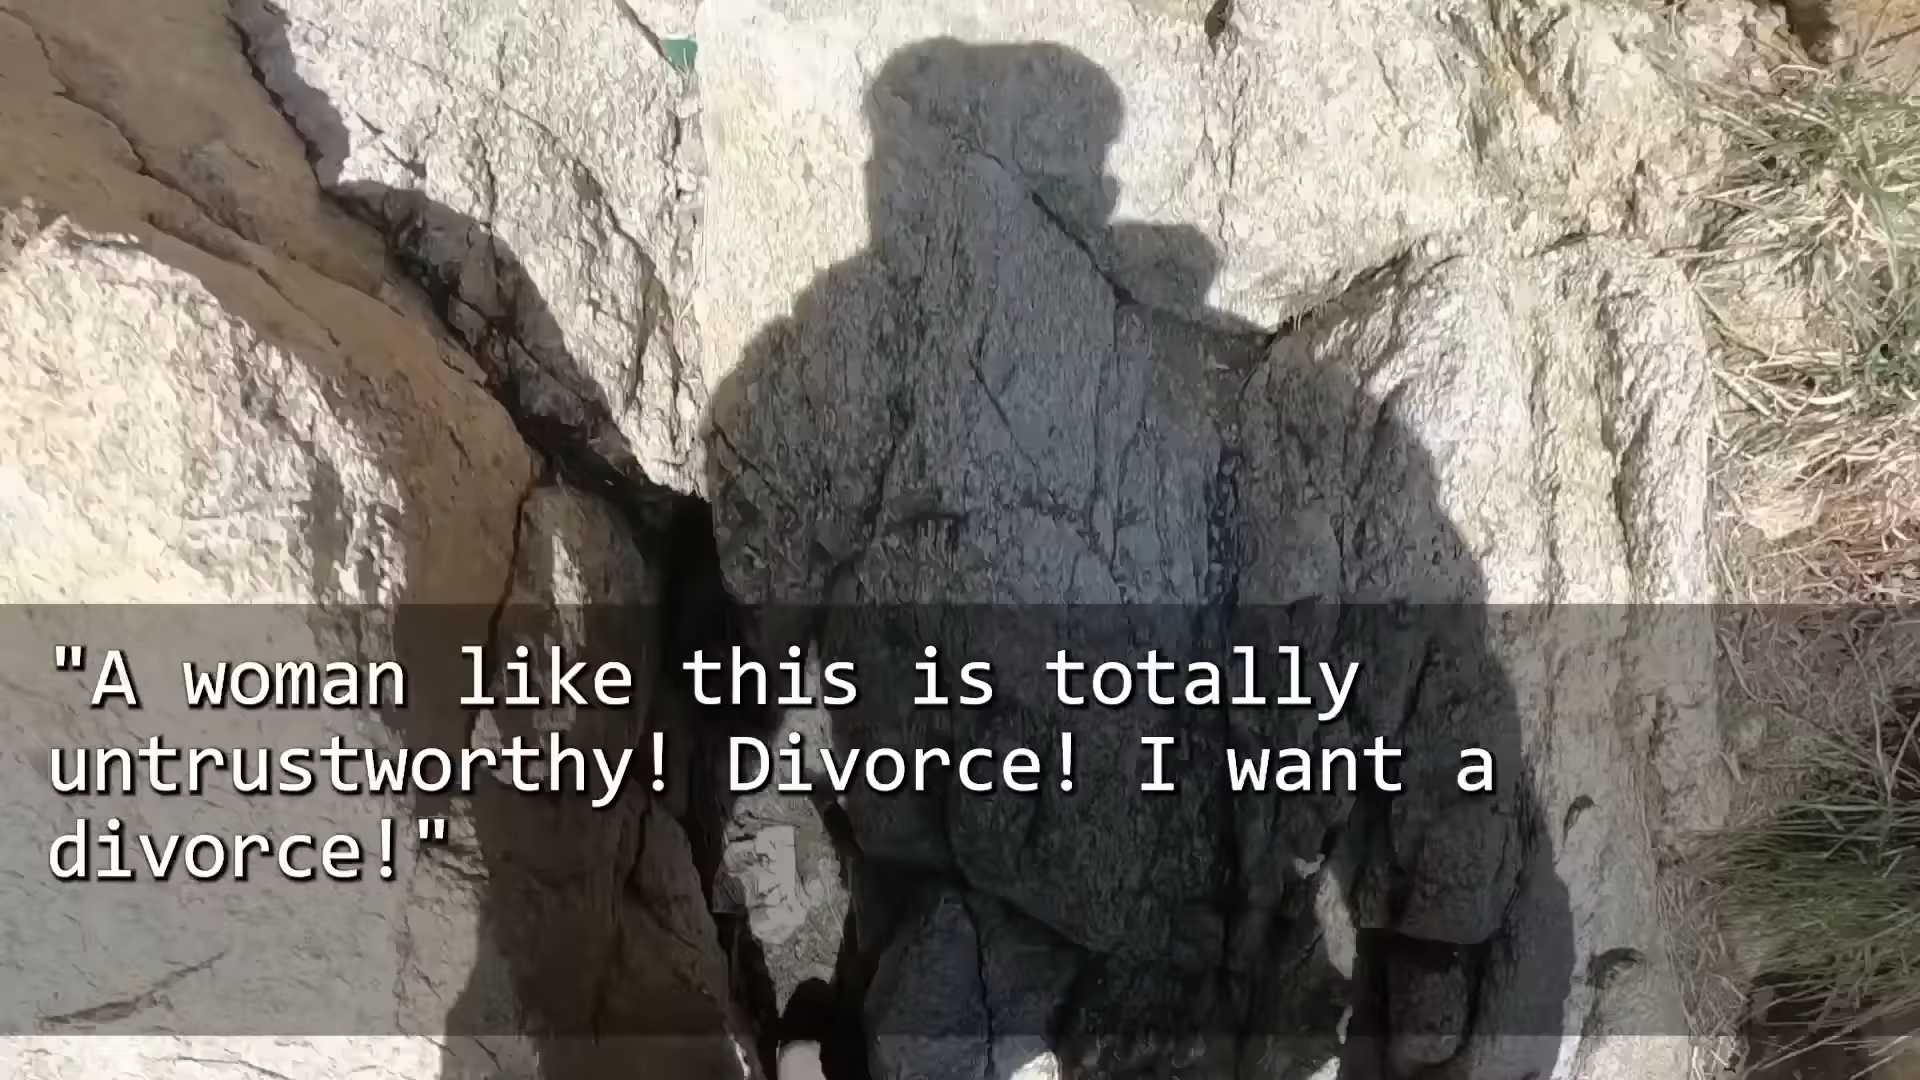 "A woman like this is totally
untrustworthy! Divorce! I want a
divorce!"